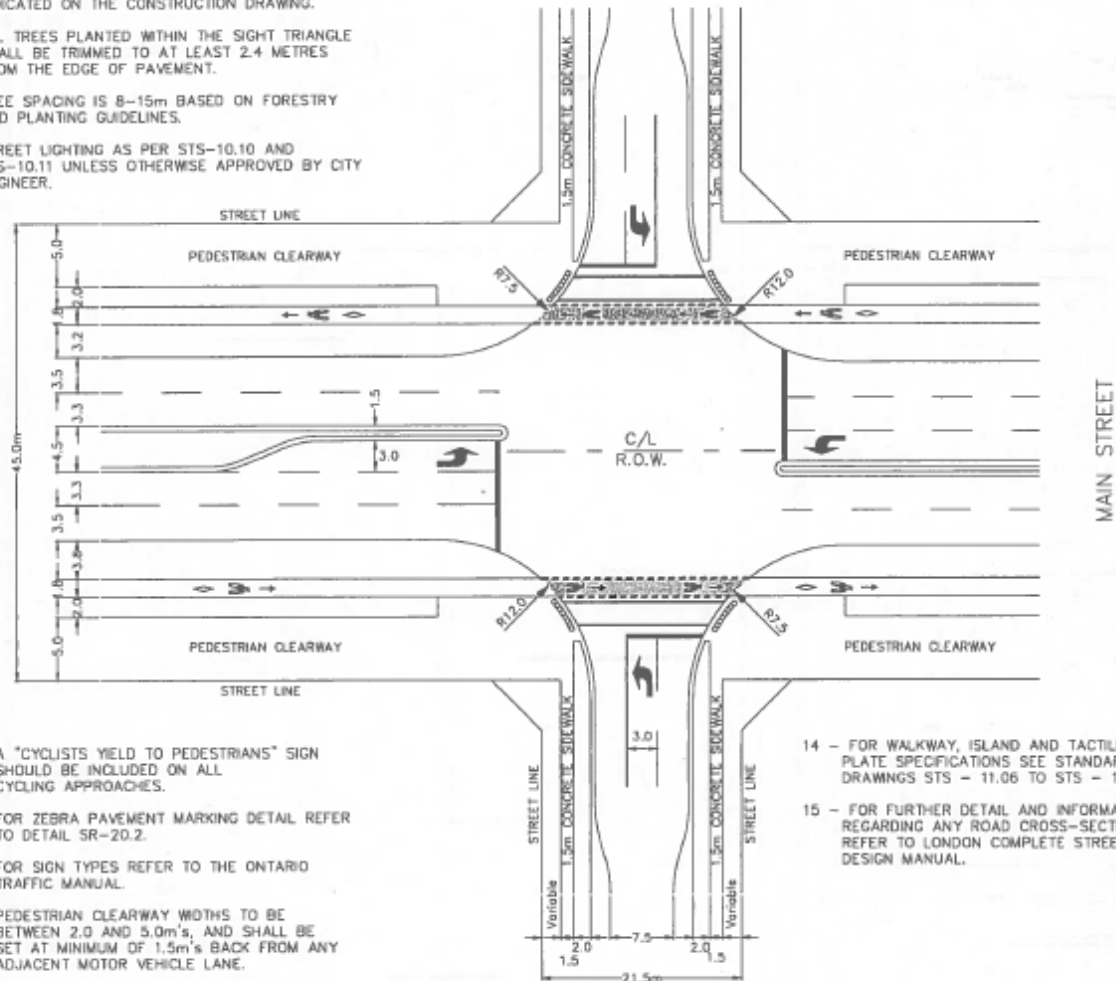 DICATED ON THE CONSTRUCTION DRAWING.
L TREES PLANTED WITHIN THE SIGHT TRIANGLE
ALL BE TRIMMED TO AT LEAST 2.4 METRES
OM THE EDGE OF PAVEMENT.
EE SPACING IS 8-15m BASED ON FORESTRY
D PLANTING GUIDELINES.
REET LIGHTING AS PER STS-10.10 AND
S-10.11 UNLESS OTHERWISE APPROVED BY CITY
GINEER.
1.5m CONCRETE SIDEWALK
1.5m CONCRETE SIDEWALK
STREET LINE
PEDESTRIAN CLEARWAY
PEDESTRIAN CLEARWAY
R7.5
R12.0
45.0m
5.0
2.0
1.8
3.2
3.5
3.3
4.5
3.3
3.5
3.8
1.8
2.0
5.0
1.5
3.0
C/L
R.O.W.
MAIN STREET
R12.0
R7.5
PEDESTRIAN CLEARWAY
PEDESTRIAN CLEARWAY
STREET LINE
3.0
STREET LINE
1.5m CONCRETE SIDEWALK
1.5m CONCRETE SIDEWALK
STREET LINE
Variable
Variable
7.5
2.0
2.0
1.5
1.5
21.5m
A "CYCLISTS YIELD TO PEDESTRIANS" SIGN
SHOULD BE INCLUDED ON ALL
CYCLING APPROACHES.
FOR ZEBRA PAVEMENT MARKING DETAIL REFER
TO DETAIL SR-20.2.
FOR SIGN TYPES REFER TO THE ONTARIO
TRAFFIC MANUAL.
PEDESTRIAN CLEARWAY WIDTHS TO BE
BETWEEN 2.0 AND 5.0m's, AND SHALL BE
SET AT MINIMUM OF 1.5m's BACK FROM ANY
ADJACENT MOTOR VEHICLE LANE.
14 - FOR WALKWAY, ISLAND AND TACTIL
PLATE SPECIFICATIONS SEE STANDAR
DRAWINGS STS - 11.06 TO STS - 1
15 - FOR FURTHER DETAIL AND INFORMA
REGARDING ANY ROAD CROSS-SECT
REFER TO LONDON COMPLETE STREE
DESIGN MANUAL.